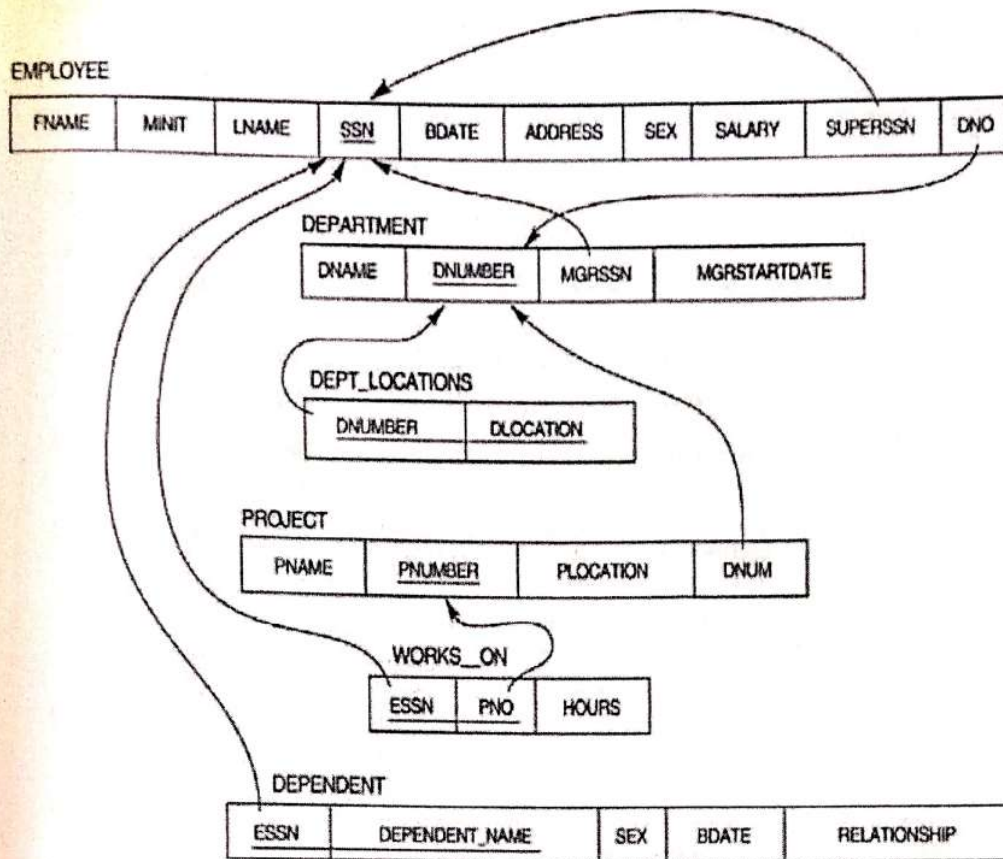 EMPLOYEE
FNAME MINIT LNAME SSN BDATE ADDRESS SEX SALARY SUPERSSN DNO
DEPARTMENT
DNAME DNUMBER MGRSSN MGRSTARTDATE
DEPT_LOCATIONS
DNUMBER DLOCATION
PROJECT
PNAME PNUMBER PLOCATION DNUM
WORKS_ON
ESSN PNO HOURS
DEPENDENT
ESSN DEPENDENT_NAME SEX BDATE RELATIONSHIP